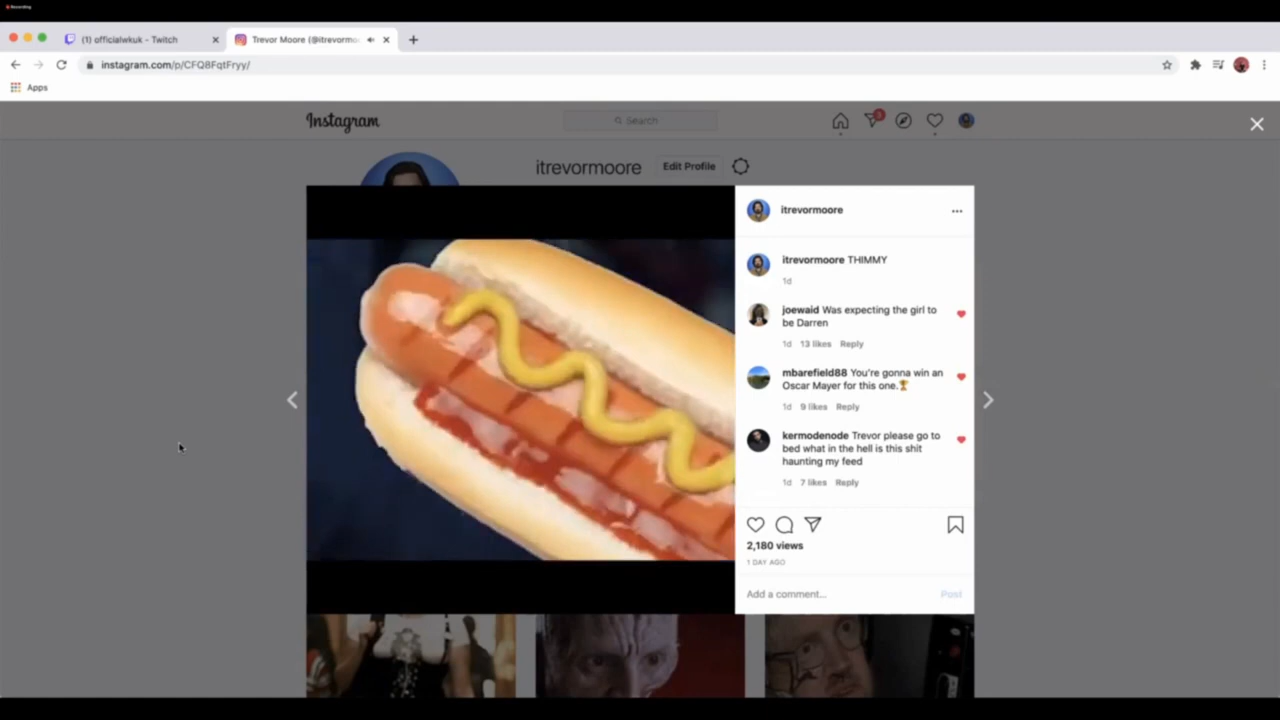 Recording
(1) officialwkuk - Twitch
Trevor Moore (@itrevormo...
instagram.com/p/CFQ8FqtFryy/
Apps
Instagram
Search
3
itrevormoore
Edit Profile
itrevormoore
itrevormoore THIMMY
1d
joewaid Was expecting the girl to
be Darren
1d 13 likes Reply
mbarefield88 You're gonna win an
Oscar Mayer for this one.🏆
1d 9 likes Reply
kermodenode Trevor please go to
bed what in the hell is this shit
haunting my feed
1d 7 likes Reply
2,180 views
1 DAY AGO
Add a comment...
Post